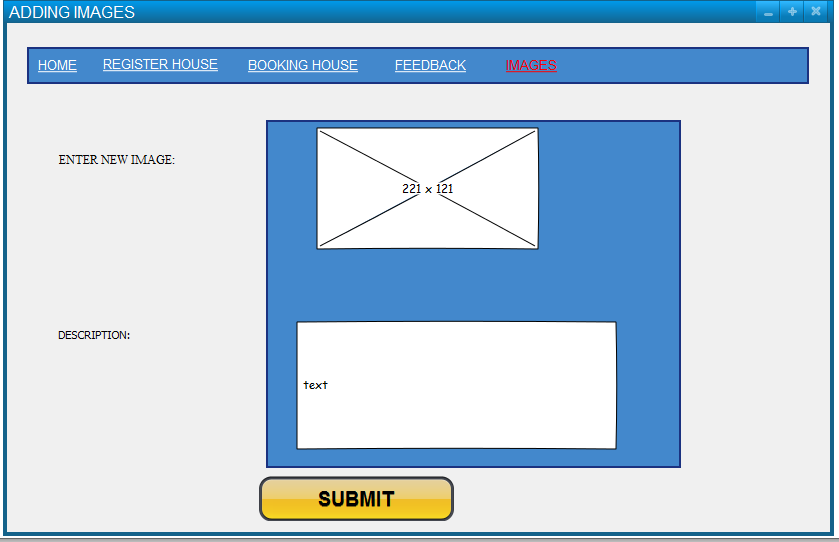 ADDING IMAGES
HOME REGISTER HOUSE BOOKING HOUSE FEEDBACK IMAGES
ENTER NEW IMAGE:
221 x 121
DESCRIPTION:
text
SUBMIT